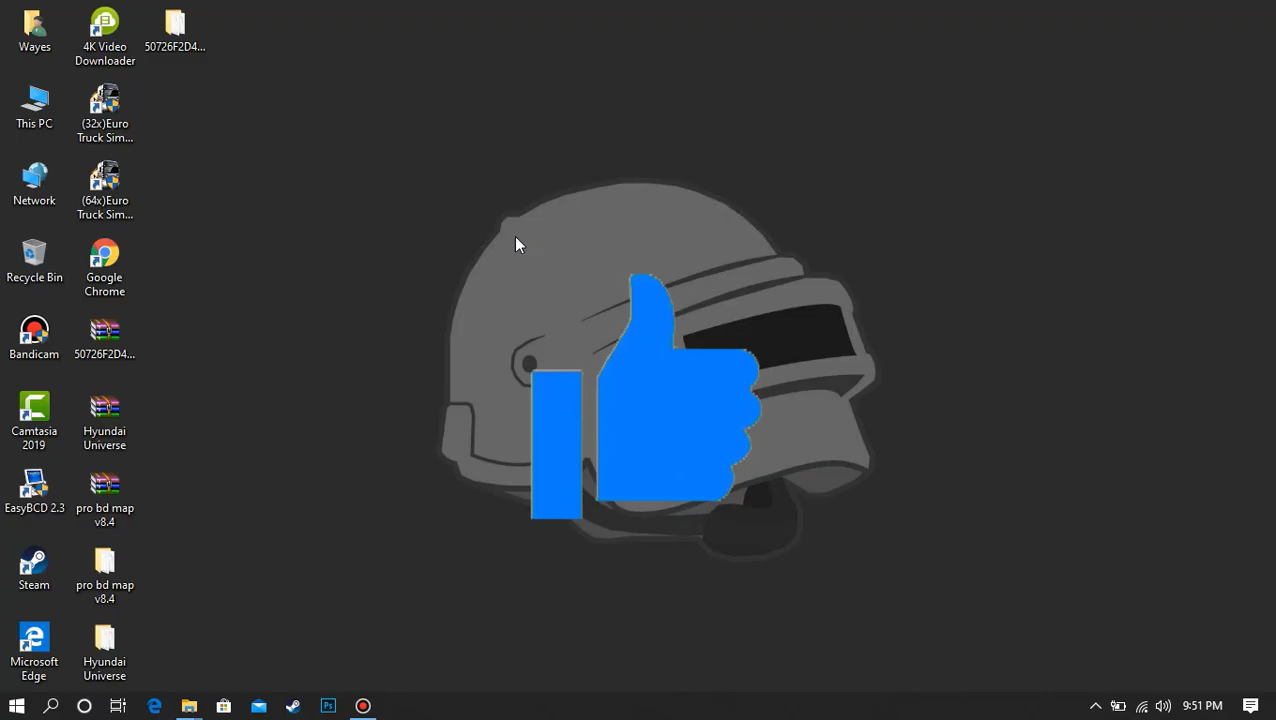 Wayes
4K Video
Downloader
50726F2D4...
This PC
(32x)Euro
Truck Sim...
Network
(64x)Euro
Truck Sim...
Recycle Bin
Google
Chrome
Bandicam
50726F2D4...
Camtasia
2019
Hyundai
Universe
EasyBCD 2.3
pro bd map
v8.4
Steam
pro bd map
v8.4
Microsoft
Edge
Hyundai
Universe
Ps
9:51 PM